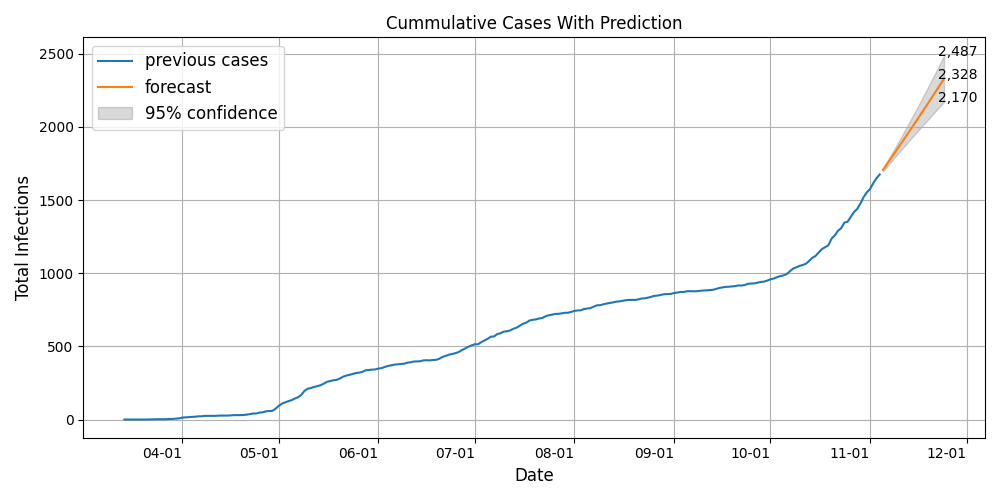 Cummulative Cases With Prediction
previous cases
forecast
95% confidence
2,487
2,328
2,170
2500
2000
1500
1000
500
0
Total Infections
04-01 05-01 06-01 07-01 08-01 09-01 10-01 11-01 12-01
Date